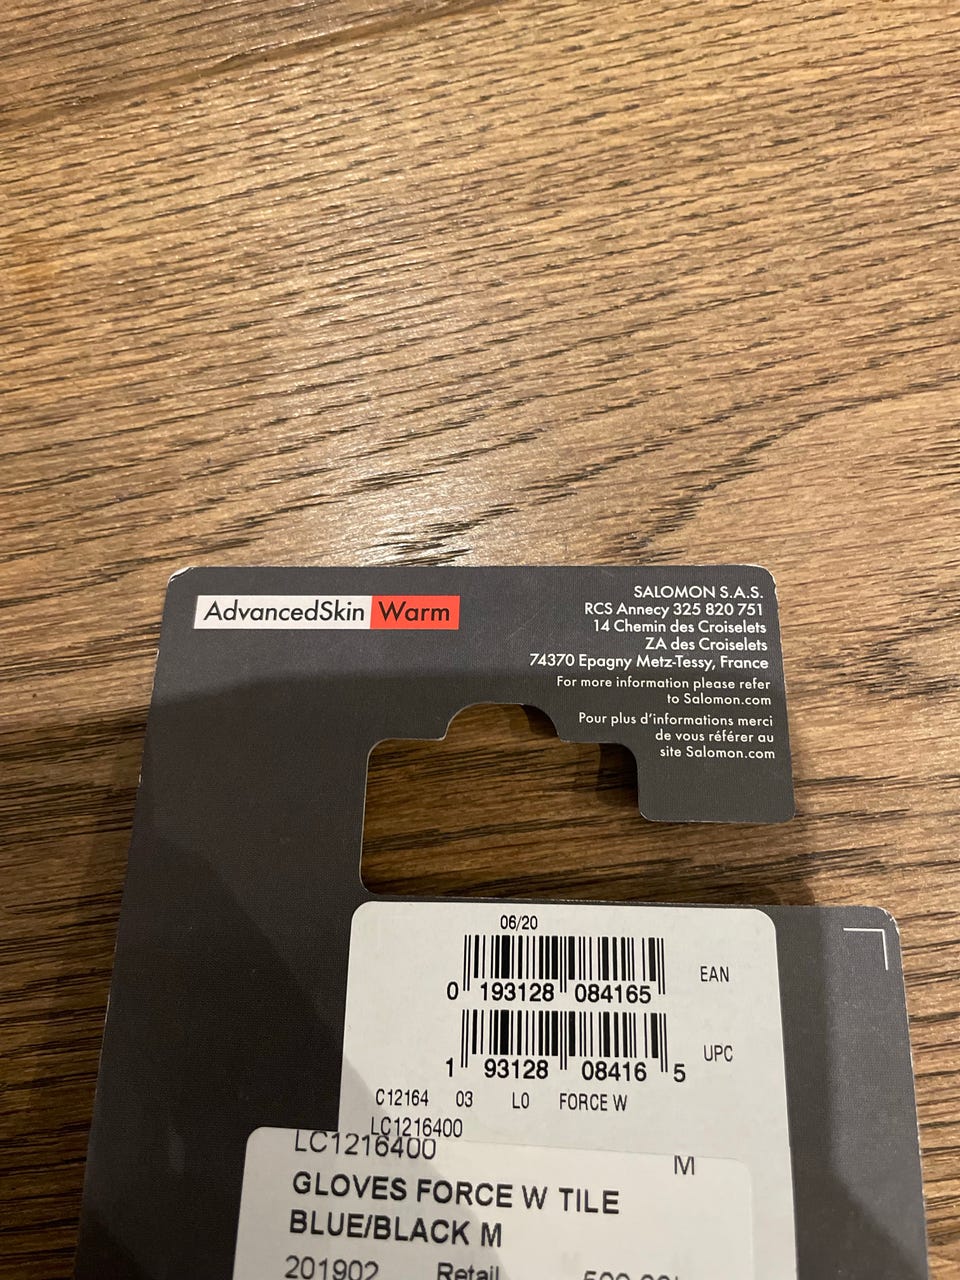 AdvancedSkin Warm
SALOMON S.A.S.
RCS Annecy 325 820 751
14 Chemin des Croiselets
ZA des Croiselets
74370 Epagny Metz-Tessy, France
For more information please refer
to Salomon.com
Pour plus d'informations merci
de vous référer au
site Salomon.com
06/20
EAN
0 193128 084165
UPC
1 93128 08416 5
C12164 03 L0 FORCE W
LC1216400
LC1216400
M
GLOVES FORCE W TILE
BLUE/BLACK M
201902 Retail